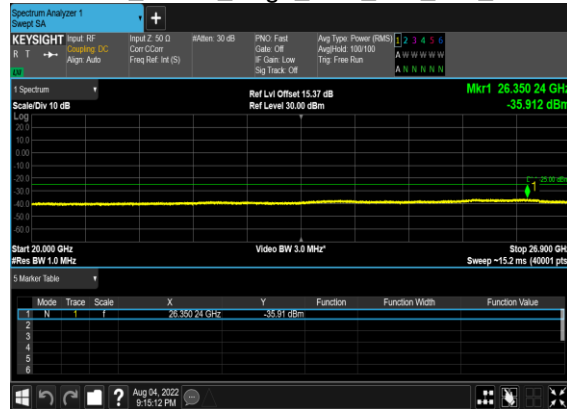 Spectrum Analyzer 1
Swept SA
+
KEYSIGHT Input: RF Input Z: 50 Ω #Atten: 30 dB PNO: Fast Avg Type: Power (RMS) 1 2 3 4 5 6
R T Coupling: DC Corr CCorr Gate: Off Avg|Hold: 100/100 A W W W W W
Align: Auto Freq Ref: Int (S) IF Gain: Low Trig: Free Run A N N N N N
Sig Track: Off
1 Spectrum Ref Lvl Offset 15.37 dB Mkr1 26.350 24 GHz
Scale/Div 10 dB Ref Level 30.00 dBm -35.912 dBm
Log
20.0
10.0
0.00
-10.0
-20.0
-30.0
1
-40.0
-50.0
-60.0
Start 20.000 GHz Video BW 3.0 MHz* Stop 26.900 GHz
#Res BW 1.0 MHz Sweep ~15.2 ms (40001 pts)
5 Marker Table
Mode Trace Scale X Y Function Function Width Function Value
1 N 1 f 26.350 24 GHz -35.91 dBm
2
3
4
5
6
? Aug 04, 2022
9:15:12 PM